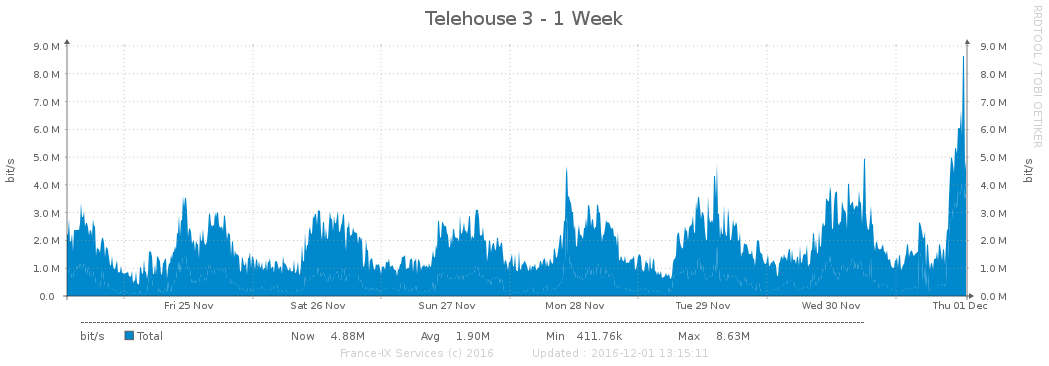 Telehouse 3 - 1 Week
RRDTOOL / TOBI OETIKER
9.0 M 9.0 M
8.0 M 8.0 M
7.0 M 7.0 M
6.0 M 6.0 M
5.0 M 5.0 M
4.0 M 4.0 M
3.0 M 3.0 M
2.0 M 2.0 M
1.0 M 1.0 M
0.0 0.0 M
bit/s bit/s
Fri 25 Nov Sat 26 Nov Sun 27 Nov Mon 28 Nov Tue 29 Nov Wed 30 Nov Thu 01 Dec
bit/s Total Now 4.88M Avg 1.90M Min 411.76k Max 8.63M
France-IX Services (c) 2016 Updated : 2016-12-01 13:15:11